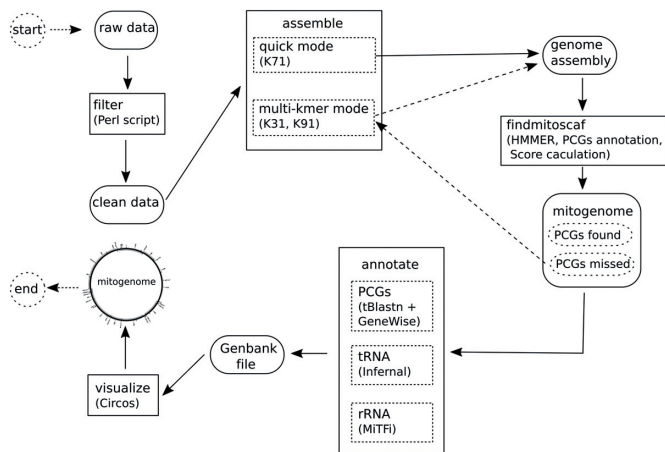 start
raw data
filter
(Perl script)
clean data
assemble
quick mode
(K71)
multi-kmer mode
(K31, K91)
genome
assembly
findmitoscaf
(HMMER, PCGs annotation,
Score caculation)
mitogenome
PCGs found
PCGs missed
annotate
PCGs
(tBlastn +
GeneWise)
tRNA
(Infernal)
rRNA
(MiTFi)
Genbank
file
visualize
(Circos)
mitogenome
end